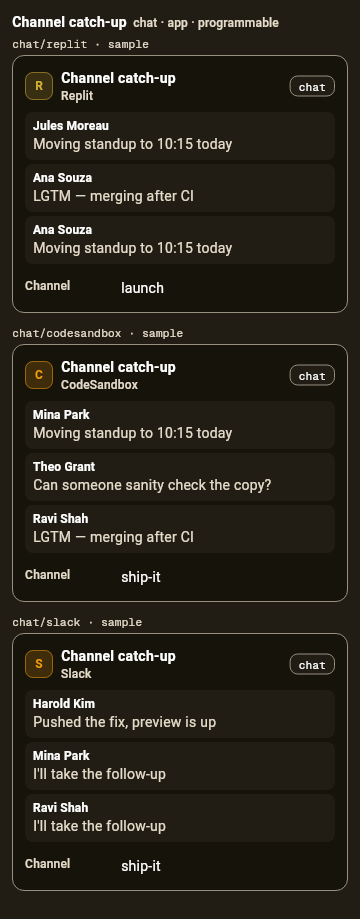 Channel catch-up chat · app · programmable
chat/replit · sample
R
Channel catch-up
Replit
chat
Jules Moreau
Moving standup to 10:15 today
Ana Souza
LGTM — merging after CI
Ana Souza
Moving standup to 10:15 today
Channel launch
chat/codesandbox · sample
C
Channel catch-up
CodeSandbox
chat
Mina Park
Moving standup to 10:15 today
Theo Grant
Can someone sanity check the copy?
Ravi Shah
LGTM — merging after CI
Channel ship-it
chat/slack · sample
S
Channel catch-up
Slack
chat
Harold Kim
Pushed the fix, preview is up
Mina Park
I'll take the follow-up
Ravi Shah
I'll take the follow-up
Channel ship-it